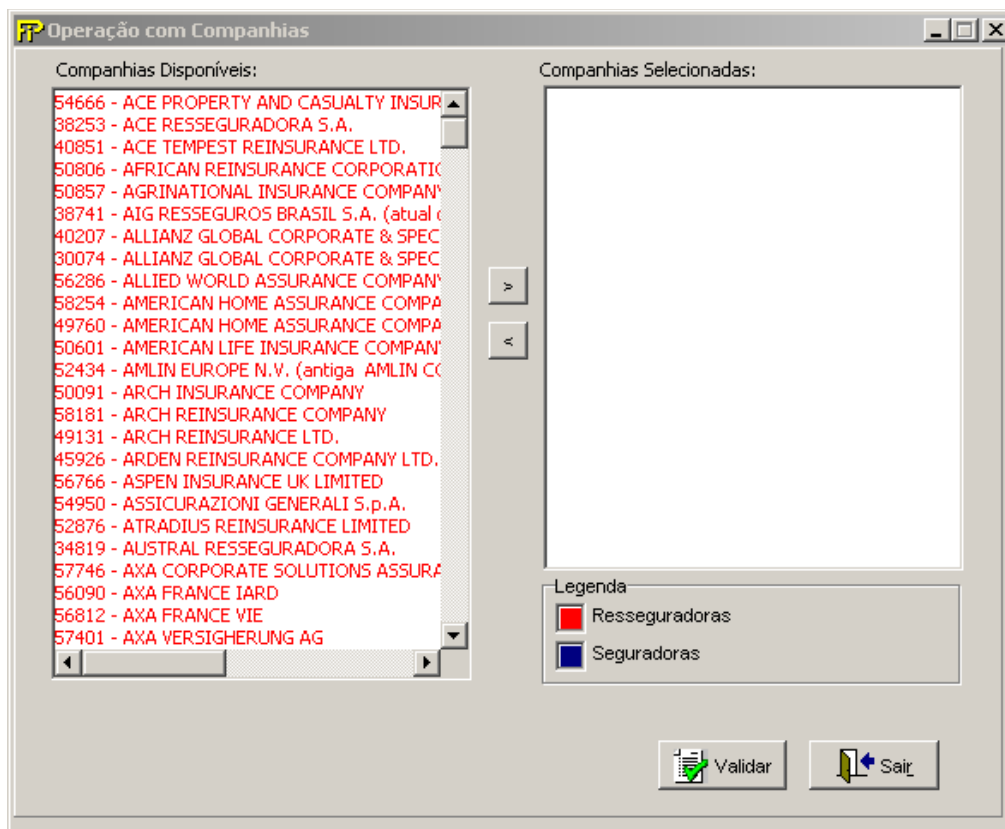 Operação com Companhias
Companhias Disponíveis:
54666 - ACE PROPERTY AND CASUALTY INSUR
38253 - ACE RESSEGURADORA S.A.
40851 - ACE TEMPEST REINSURANCE LTD.
50806 - AFRICAN REINSURANCE CORPORATIO
50857 - AGRINATIONAL INSURANCE COMPANY
38741 - AIG RESSEGUROS BRASIL S.A. (atual d
40207 - ALLIANZ GLOBAL CORPORATE & SPEC
30074 - ALLIANZ GLOBAL CORPORATE & SPEC
56286 - ALLIED WORLD ASSURANCE COMPANY
58254 - AMERICAN HOME ASSURANCE COMPA
49760 - AMERICAN HOME ASSURANCE COMPA
50601 - AMERICAN LIFE INSURANCE COMPANY
52434 - AMLIN EUROPE N.V. (antiga AMLIN CO
50091 - ARCH INSURANCE COMPANY
58181 - ARCH REINSURANCE COMPANY
49131 - ARCH REINSURANCE LTD.
45926 - ARDEN REINSURANCE COMPANY LTD.
56766 - ASPEN INSURANCE UK LIMITED
54950 - ASSICURAZIONI GENERALI S.p.A.
52876 - ATRADIUS REINSURANCE LIMITED
34819 - AUSTRAL RESSEGURADORA S.A.
57746 - AXA CORPORATE SOLUTIONS ASSURA
56090 - AXA FRANCE IARD
56812 - AXA FRANCE VIE
57401 - AXA VERSIGHERUNG AG
>
<
Companhias Selecionadas:
Legenda
Resseguradoras
Seguradoras
Validar
Sair